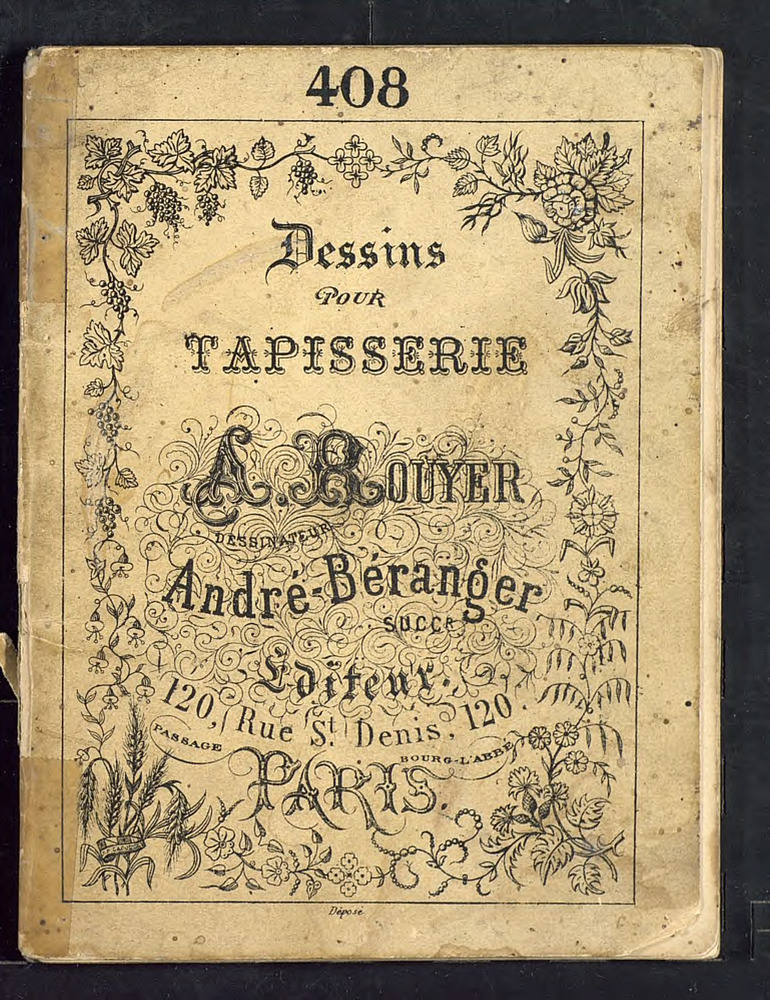 408
Dessins
POUR
TAPISSERIE
A. ROUYER
DESSINATEUR
André-Béranger
SUCCR
Editeur.
120, Rue St. Denis, 120.
PASSAGE BOURG-L'ABBÉ
PARIS.
Déposé